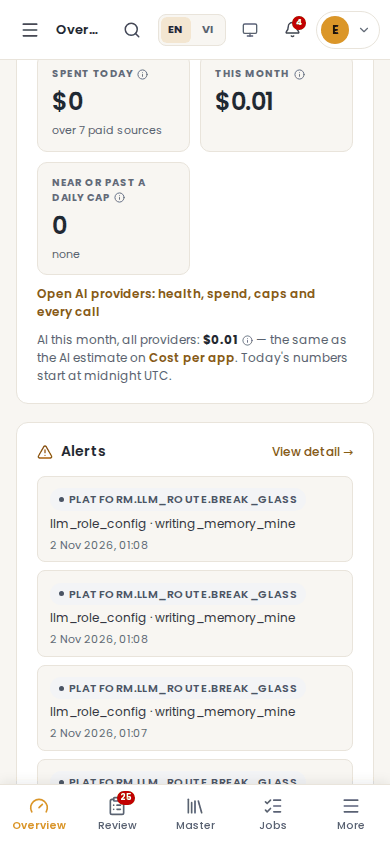 Over...
EN
VI
4
E
SPENT TODAY
$0
over 7 paid sources
THIS MONTH
$0.01
NEAR OR PAST A
DAILY CAP
0
none
Open AI providers: health, spend, caps and
every call
AI this month, all providers: $0.01 — the same as
the AI estimate on Cost per app. Today's numbers
start at midnight UTC.
Alerts
View detail →
PLATFORM.LLM_ROUTE.BREAK_GLASS
llm_role_config · writing_memory_mine
2 Nov 2026, 01:08
PLATFORM.LLM_ROUTE.BREAK_GLASS
llm_role_config · writing_memory_mine
2 Nov 2026, 01:08
PLATFORM.LLM_ROUTE.BREAK_GLASS
llm_role_config · writing_memory_mine
2 Nov 2026, 01:07
PLATFORM.LLM_ROUTE.BREAK_GLASS
25
Overview
Review
Master
Jobs
More